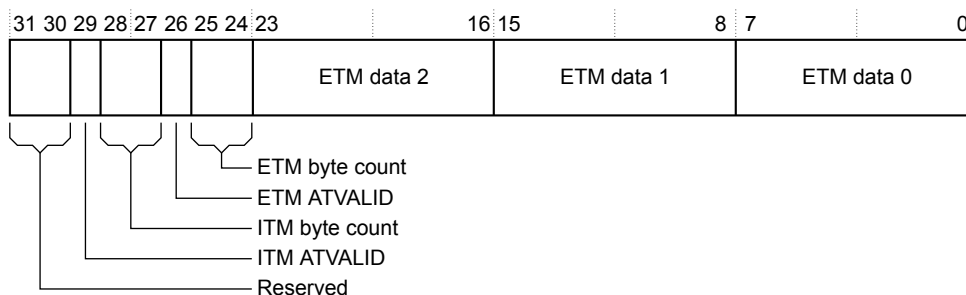 31 30 29 28 27 26 25 24 23 16 15 8 7 0
ETM data 2 ETM data 1 ETM data 0
ETM byte count
ETM ATVALID
ITM byte count
ITM ATVALID
Reserved